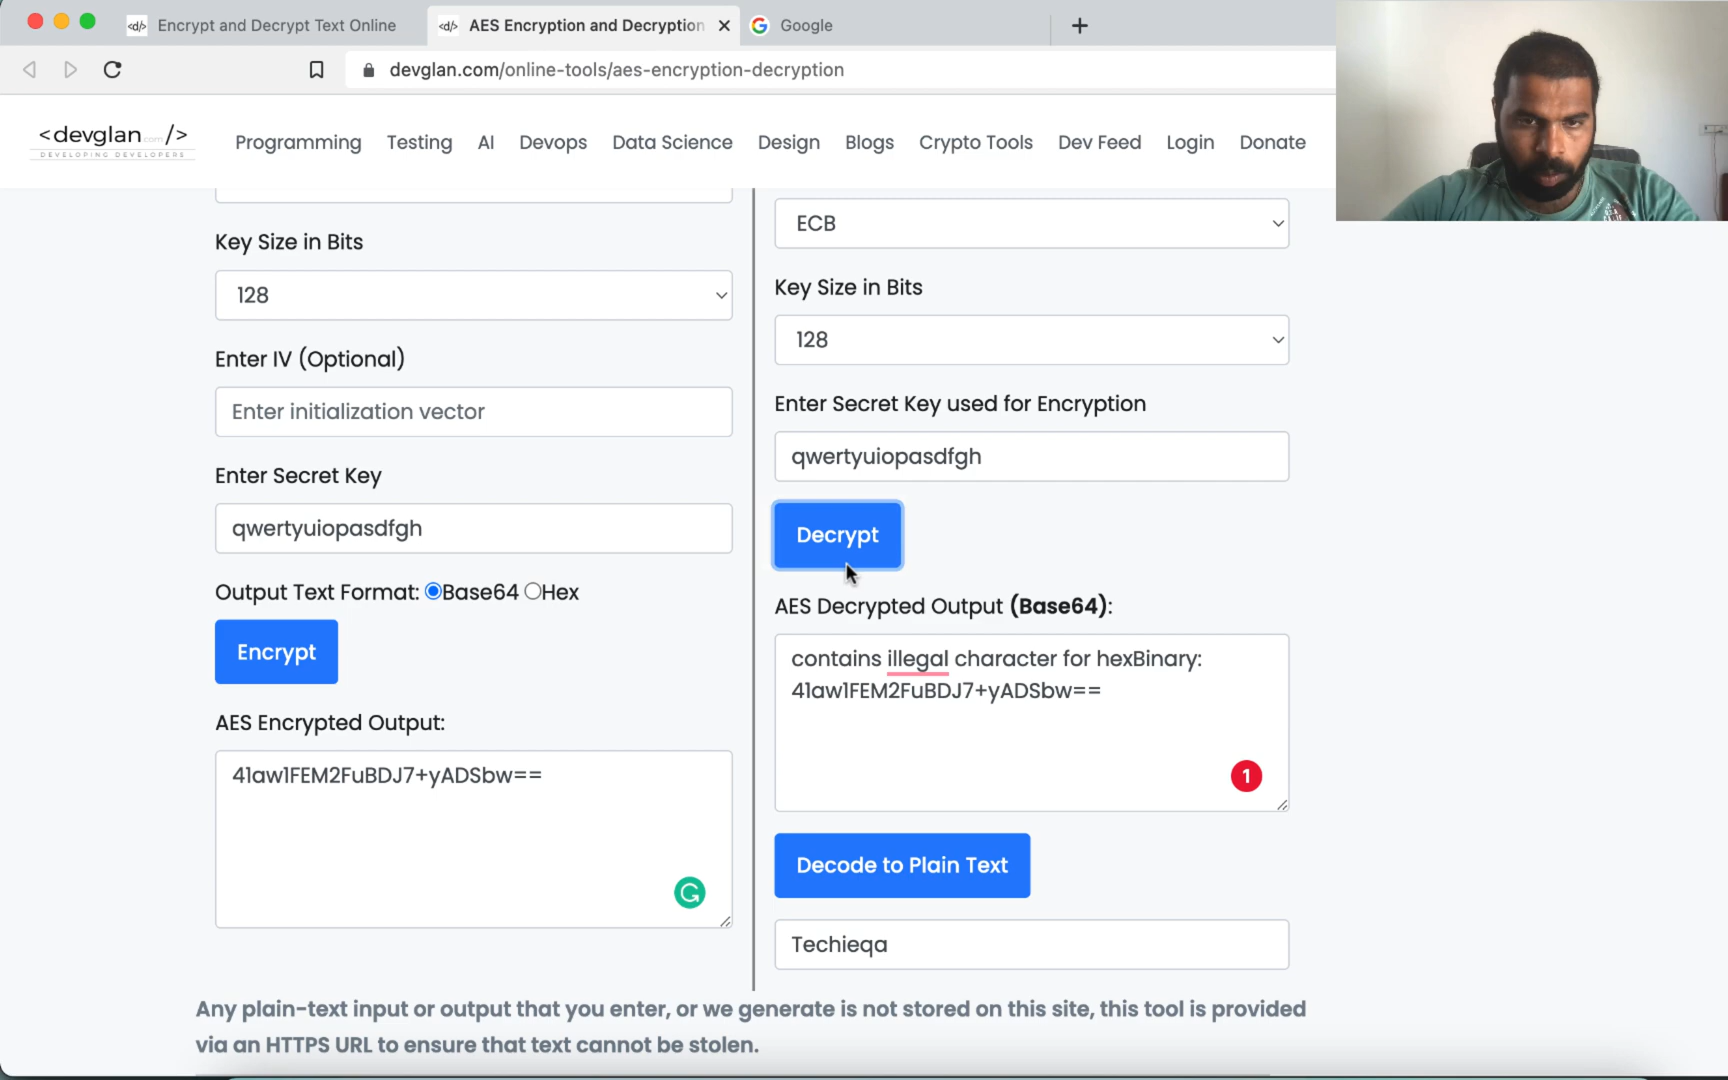 Encrypt and Decrypt Text Online
AES Encryption and Decryption
Google
devglan.com/online-tools/aes-encryption-decryption
<devglan.com/>
DEVELOPING DEVELOPERS
Programming Testing AI Devops Data Science Design Blogs Crypto Tools Dev Feed Login Donate
Key Size in Bits
128
Enter IV (Optional)
Enter initialization vector
Enter Secret Key
qwertyuiopasdfgh
Output Text Format: Base64 Hex
Encrypt
AES Encrypted Output:
41aw1FEM2FuBDJ7+yADSbw==
ECB
Key Size in Bits
128
Enter Secret Key used for Encryption
qwertyuiopasdfgh
Decrypt
AES Decrypted Output (Base64):
contains illegal character for hexBinary:
41aw1FEM2FuBDJ7+yADSbw==
1
Decode to Plain Text
Techieqa
Any plain-text input or output that you enter, or we generate is not stored on this site, this tool is provided
via an HTTPS URL to ensure that text cannot be stolen.